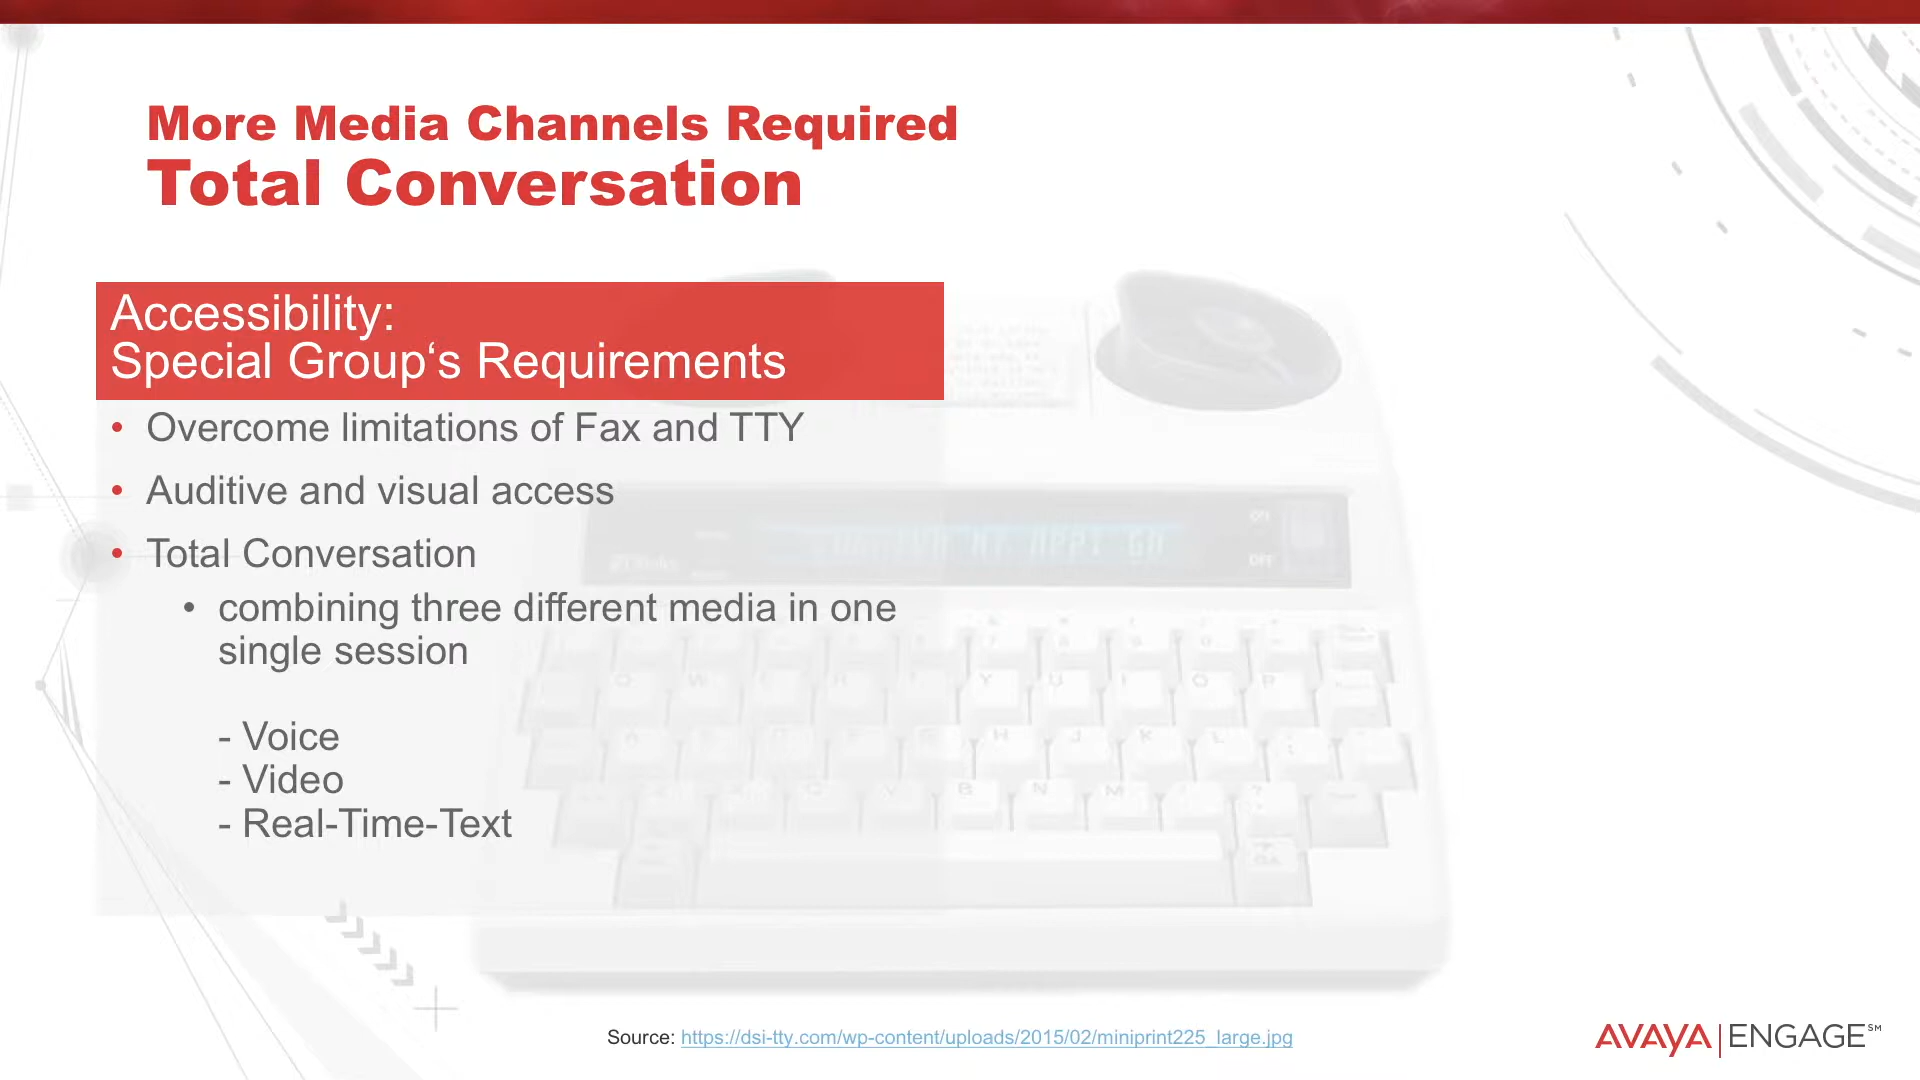 More Media Channels Required
Total Conversation
Accessibility:
Special Group‘s Requirements
• Overcome limitations of Fax and TTY
• Auditive and visual access
• Total Conversation
• combining three different media in one
single session
- Voice
- Video
- Real-Time-Text
ON
OFF
Source: https://dsi-tty.com/wp-content/uploads/2015/02/miniprint225_large.jpg
AVAYA | ENGAGE℠